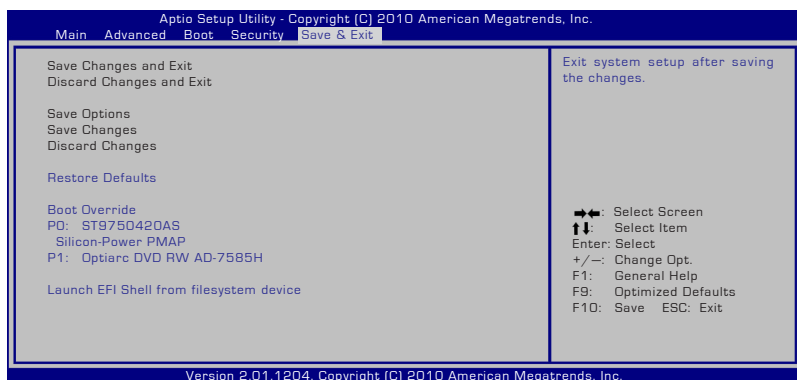 Aptio Setup Utility - Copyright (C) 2010 American Megatrends, Inc.
Main Advanced Boot Security Save & Exit
Save Changes and Exit
Discard Changes and Exit
Save Options
Save Changes
Discard Changes
Restore Defaults
Boot Override
P0: ST9750420AS
Silicon-Power PMAP
P1: Optiarc DVD RW AD-7585H
Launch EFI Shell from filesystem device
Exit system setup after saving
the changes.
→←: Select Screen
↑↓: Select Item
Enter: Select
+/—: Change Opt.
F1: General Help
F9: Optimized Defaults
F10: Save ESC: Exit
Version 2.01.1204. Copyright (C) 2010 American Megatrends, Inc.